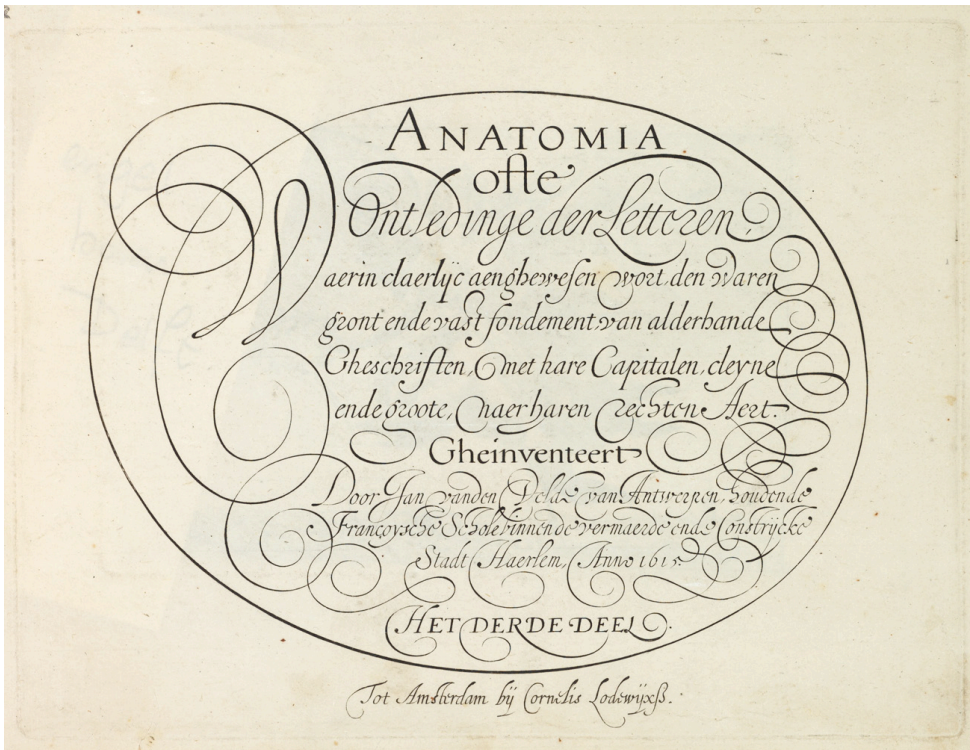 ANATOMIA
ofte
Ontledinge der Letteren,
Waerin claerlijc aenghewesen wort den Waren
gront ende vast fondement van alderhande
Gheschriften, met hare Capitalen, cleyne
ende groote, naer haren rechten Aert.
Gheinventeert
Door Jan vanden Velde van Antwerpen, houdende
Françoysche Schole binnen de vermaerde ende Constrijcke
Stadt Haerlem, Anno 1615.
HET DERDE DEEL.
Tot Amsterdam bij Cornelis Lodewijxß.